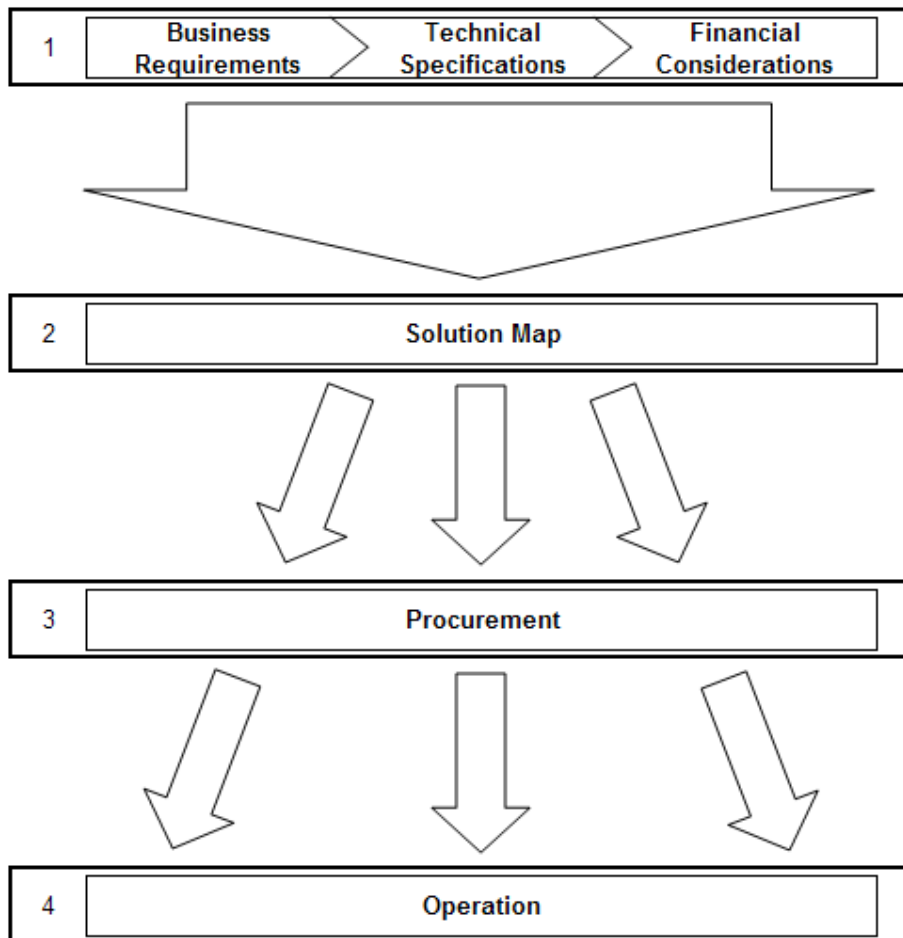 1
Business
Requirements
Technical
Specifications
Financial
Considerations
2
Solution Map
3
Procurement
4
Operation